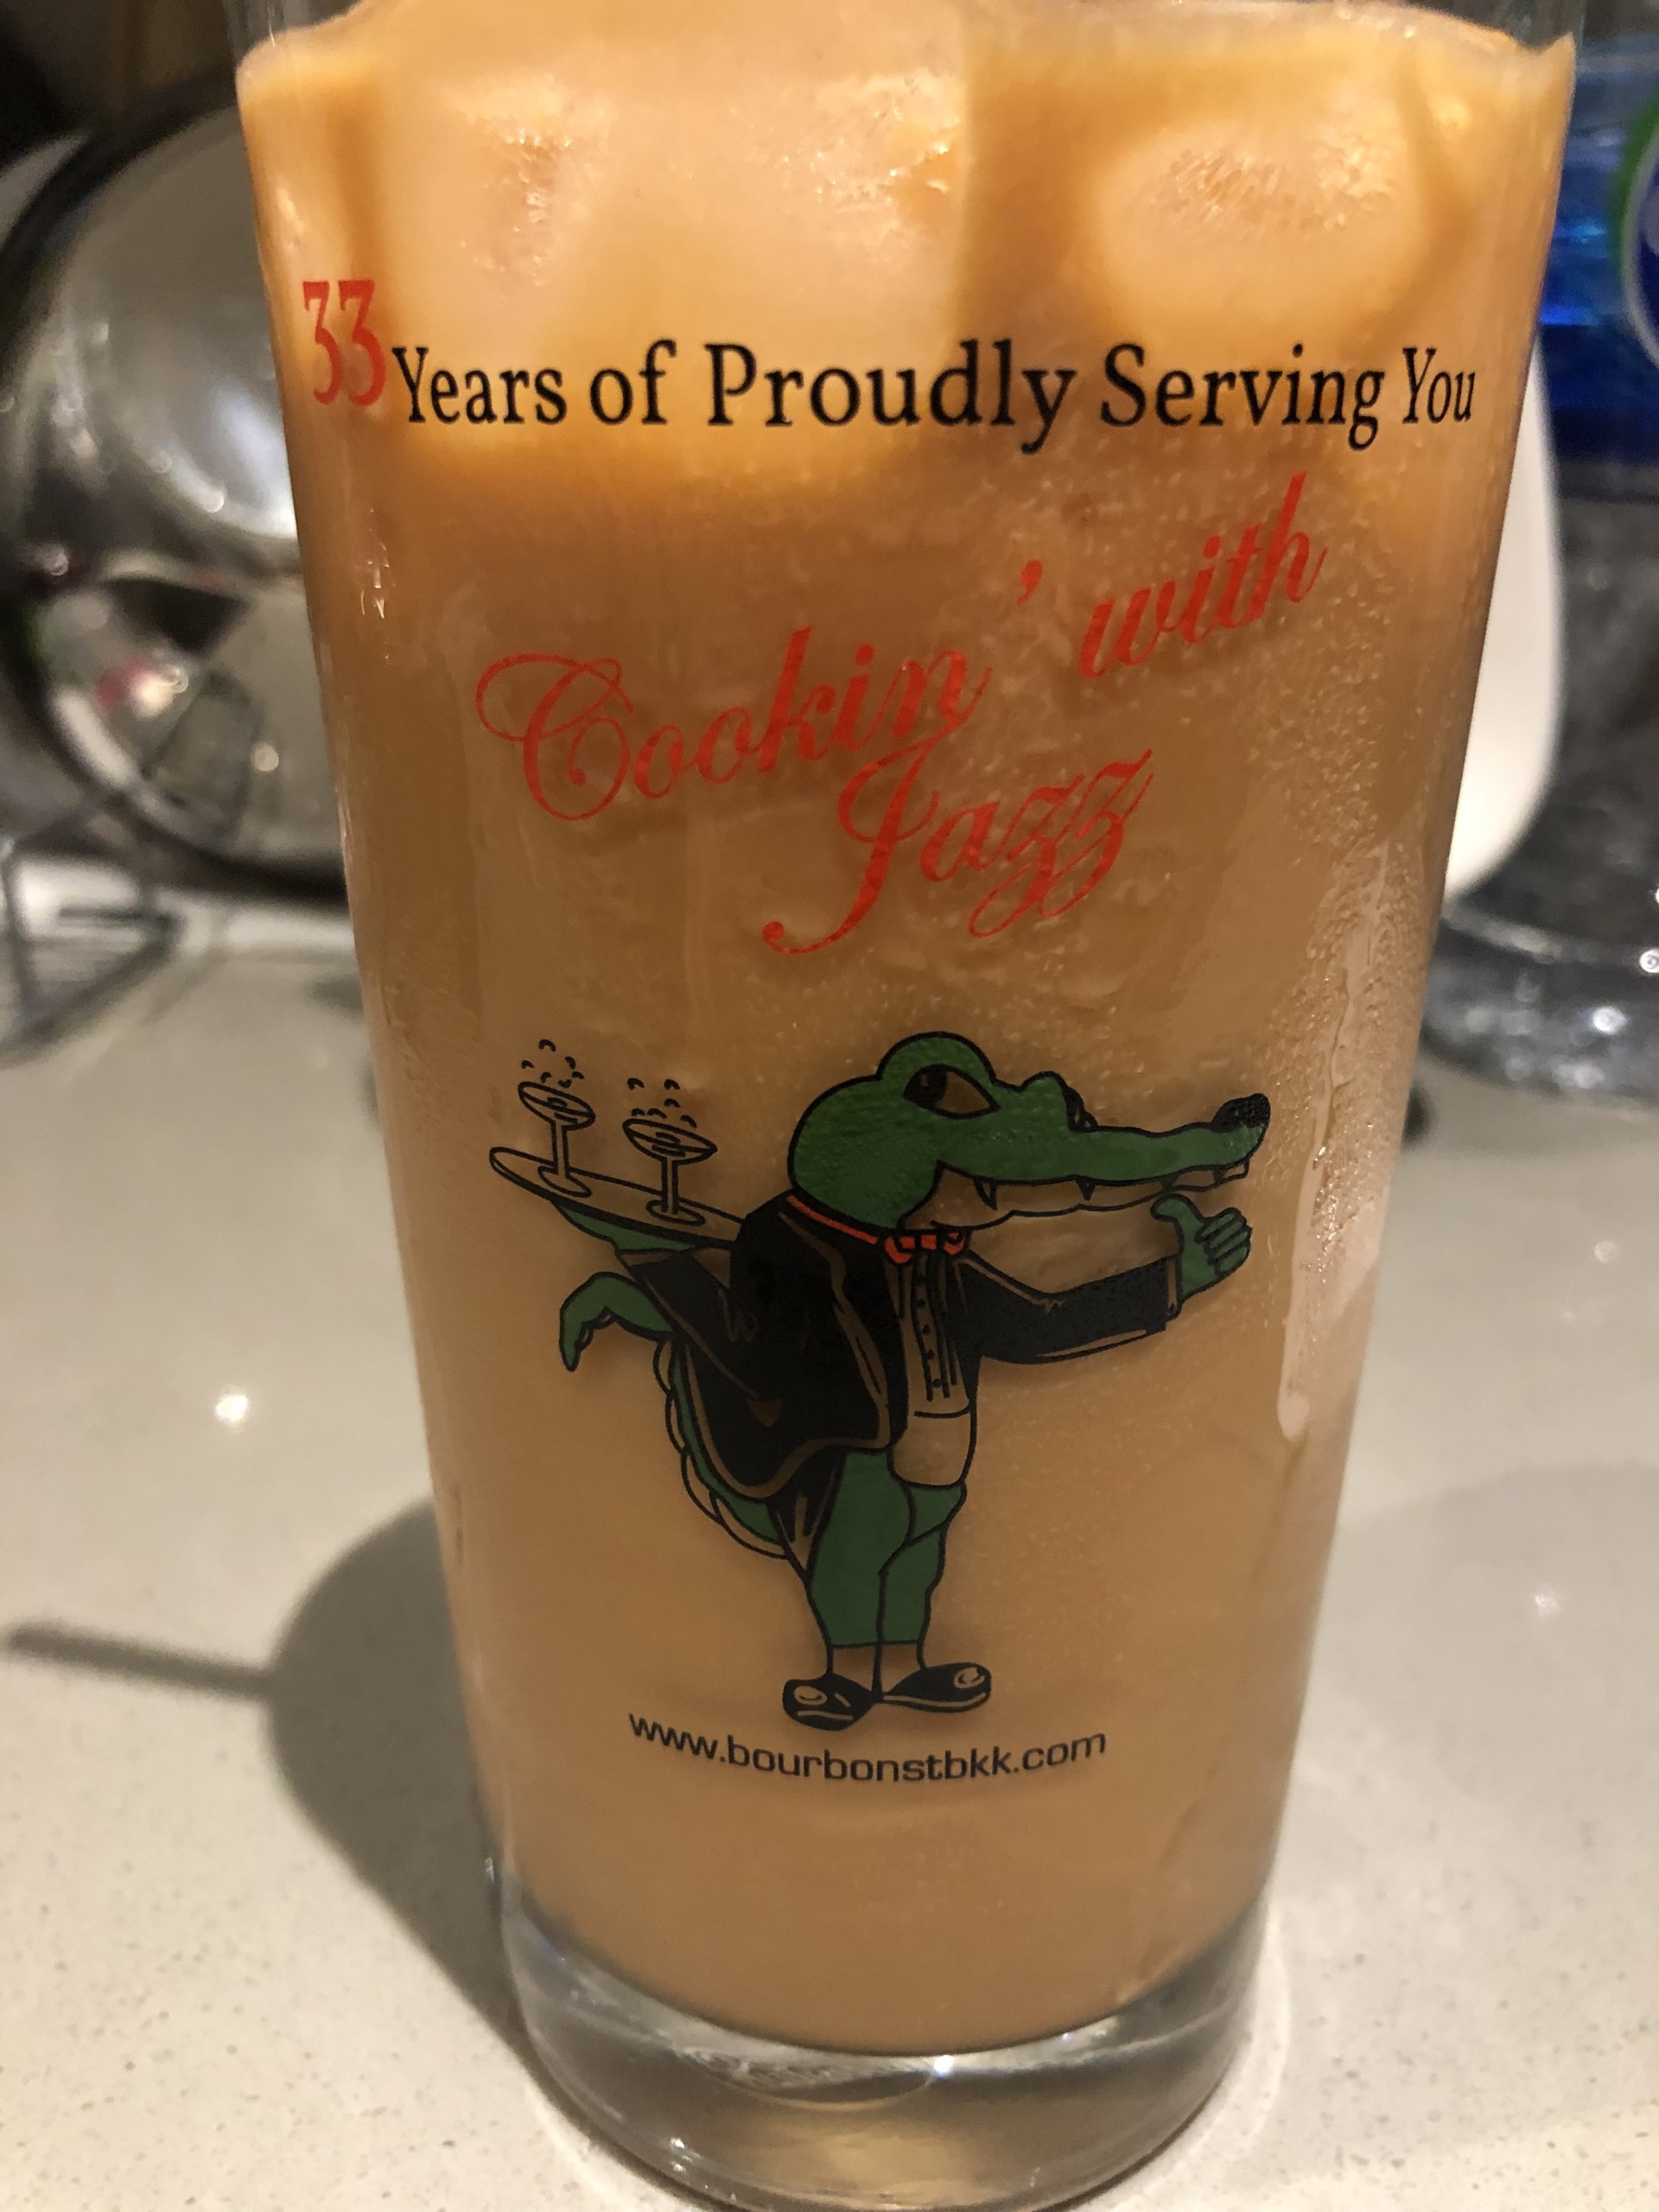 33 Years of Proudly Serving You
Cookin' with
Jazz
www.bourbonstbkk.com